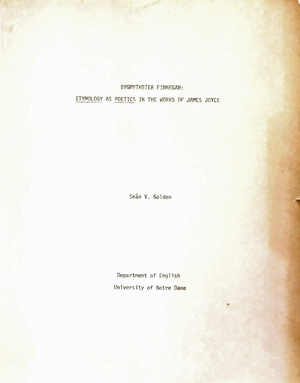 BYGMYTHSTER FINNEGAN:
ETYMOLOGY AS POETICS IN THE WORKS OF JAMES JOYCE
Seán V. Golden
Department of English
University of Notre Dame